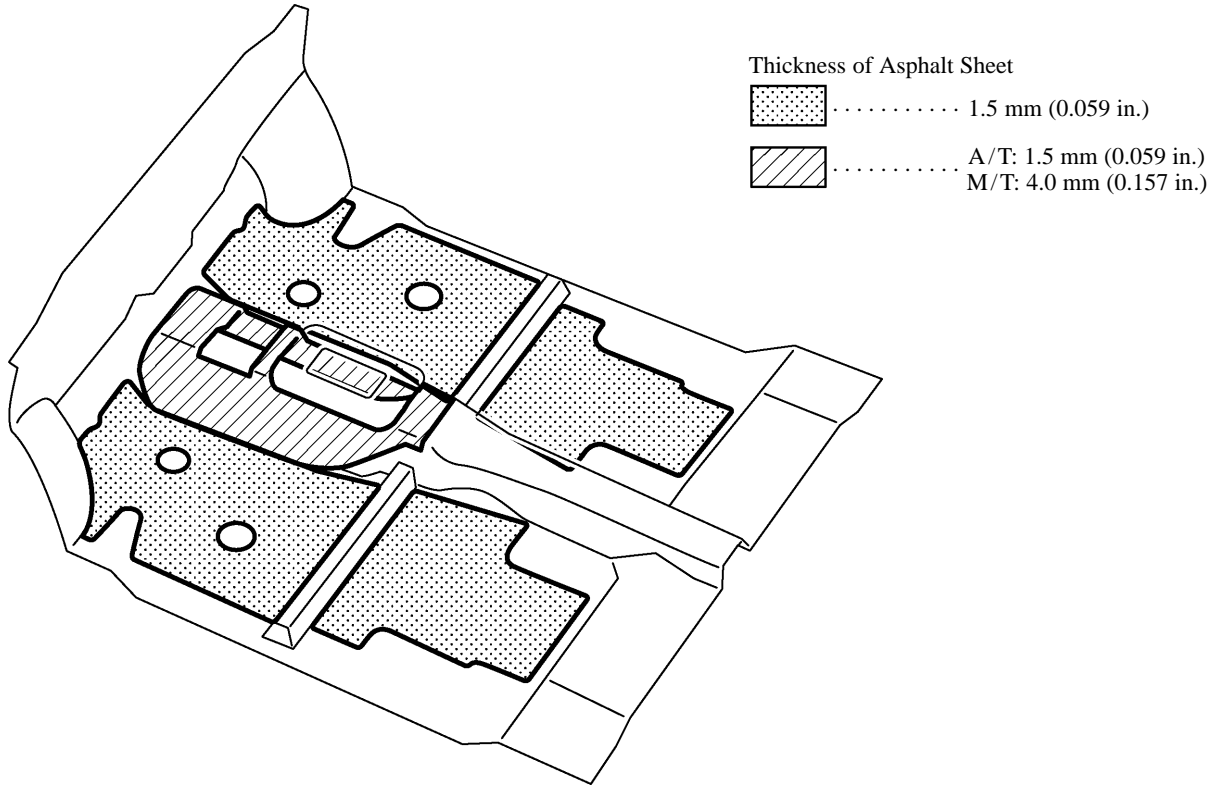 Thickness of Asphalt Sheet
........... 1.5 mm (0.059 in.)
........... A/T: 1.5 mm (0.059 in.)
M/T: 4.0 mm (0.157 in.)